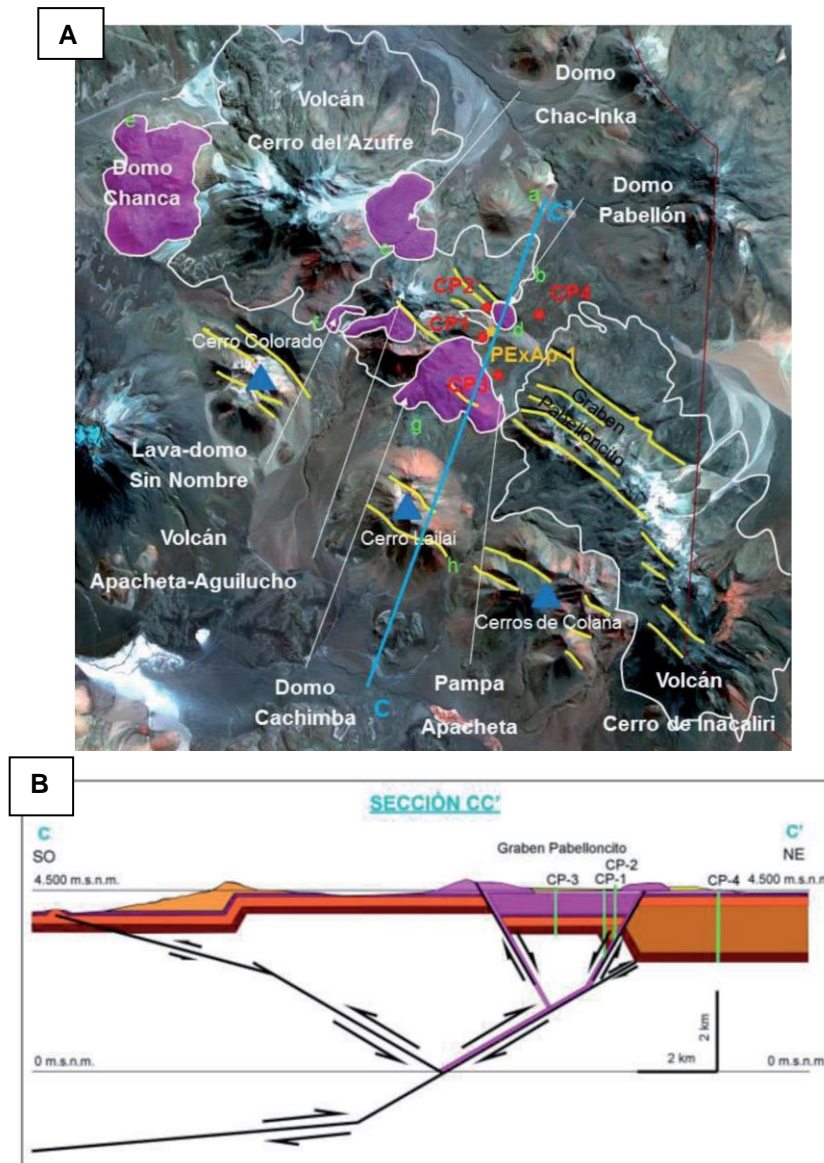 A
Volcán
Cerro del Azufre
Domo
Chac-Inka
e
Domo
Chanca
a
C'
Domo
Pabellón
c
b
CP2
CP4
f
d
CP1
Cerro Colorado
PExAp-1
CP3
Graben
Pabelloncito
g
Lava-domo
Sin Nombre
Volcán
Apacheta-Aguilucho
Cerro Lailai
h
Cerros de Colana
Domo
Cachimba
C
Pampa
Apacheta
Volcán
Cerro de Inacaliri
B
SECCIÓN CC'
C
SO
C'
NE
Graben Pabelloncito
CP-2
4.500 m.s.n.m.
CP-3
CP-1
CP-4
4.500 m.s.n.m.
2 km
0 m.s.n.m.
2 km
0 m.s.n.m.